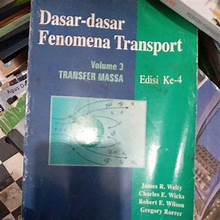 Dasar-dasar
Fenomena Transport
Volume 3
TRANSFER MASSA
Edisi Ke-4
James R. Welty
Charles E. Wicks
Robert E. Wilson
Gregory Rorrer